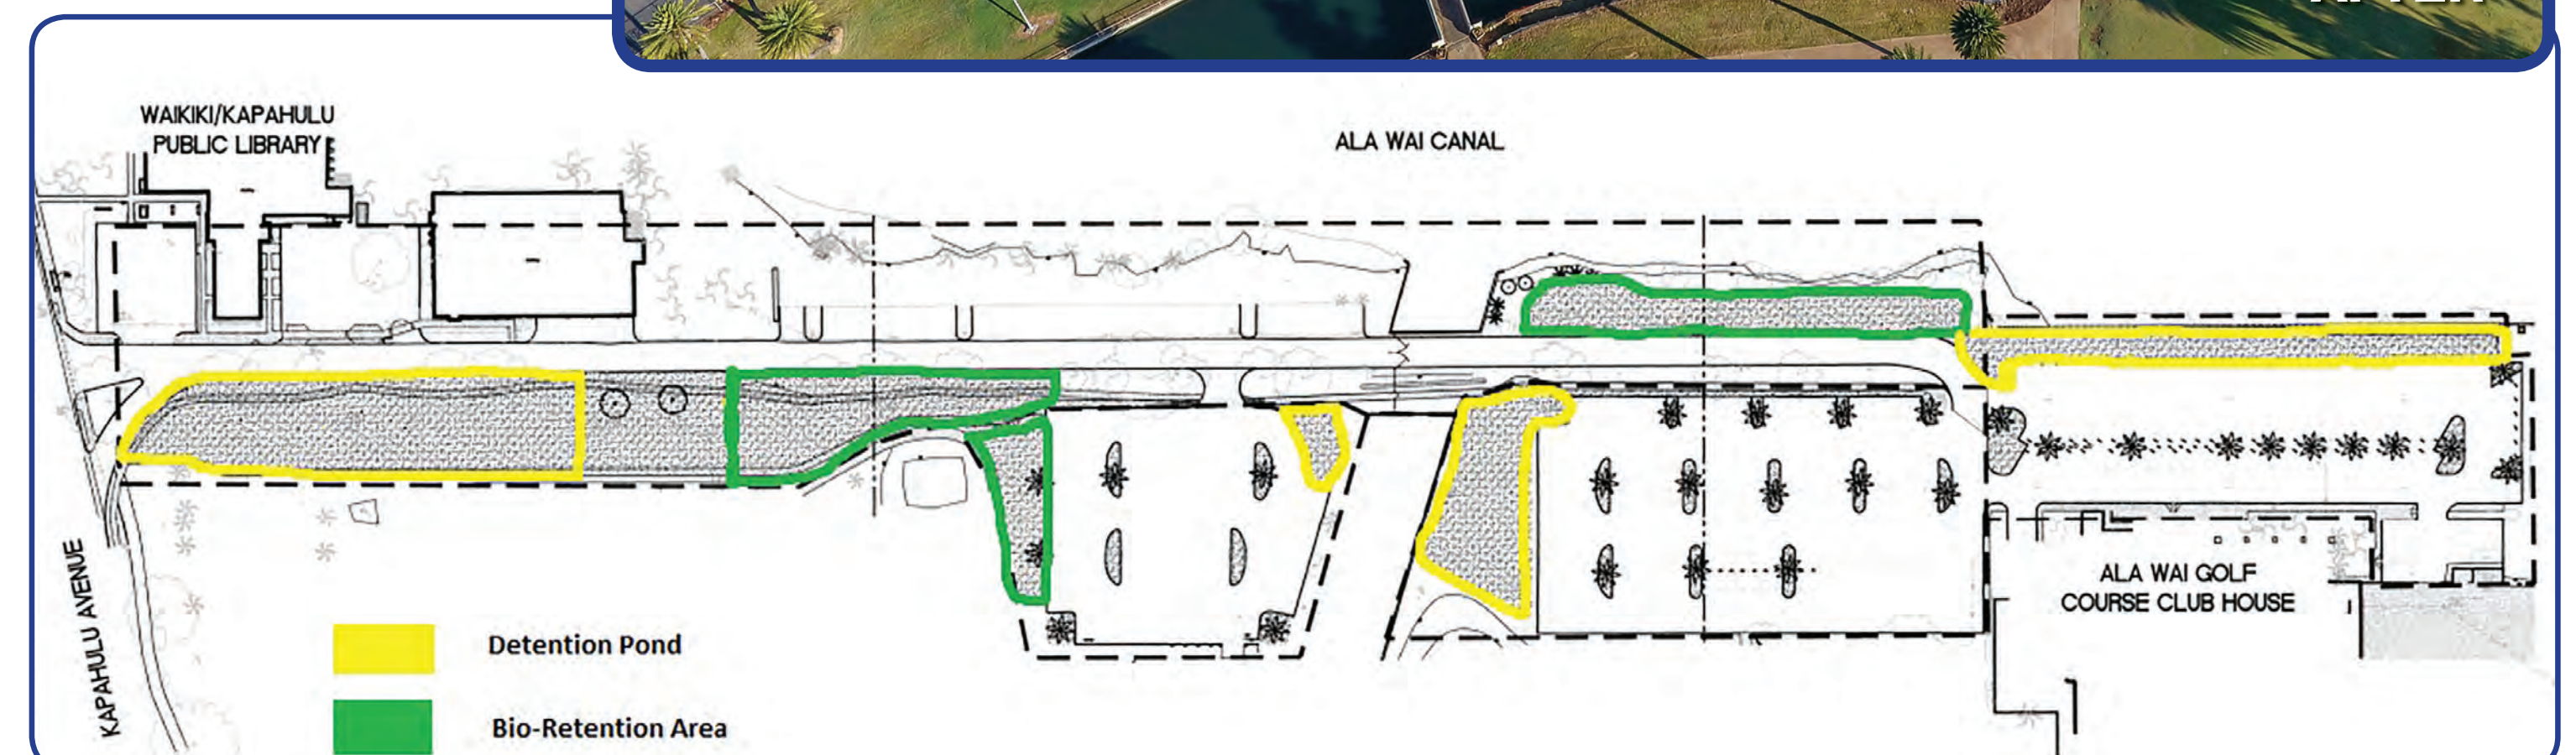 WAIKIKI/KAPAHULU
PUBLIC LIBRARY
ALA WAI CANAL
KAPAHULU AVENUE
ALA WAI GOLF
COURSE CLUB HOUSE
Detention Pond
Bio-Retention Area